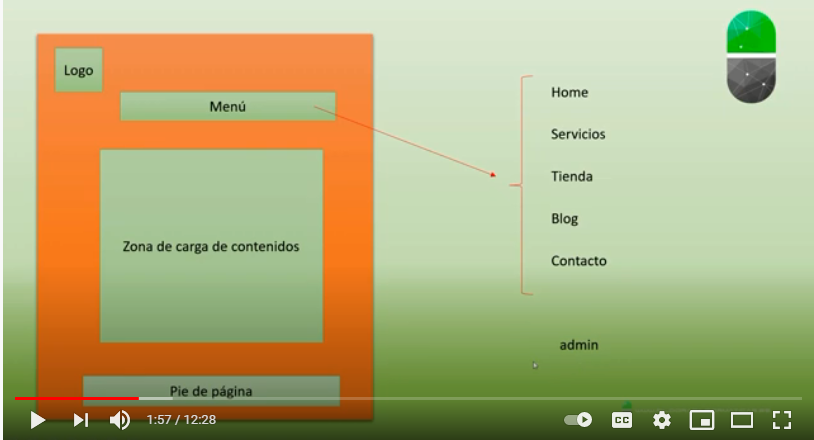 Logo
Menú
Zona de carga de contenidos
Pie de página
Home
Servicios
Tienda
Blog
Contacto
admin
1:57 / 12:28
CC